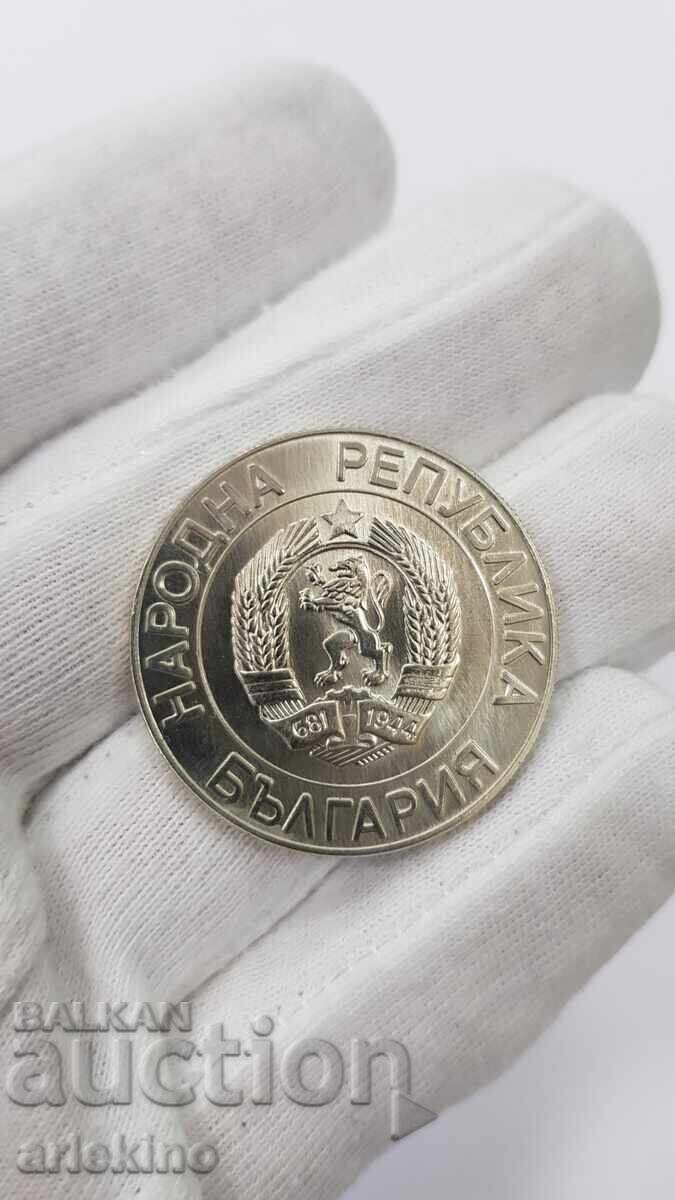 НАРОДНА РЕПУБЛИКА
БЪЛГАРИЯ
681 1944
BALKAN
auction
arlekino